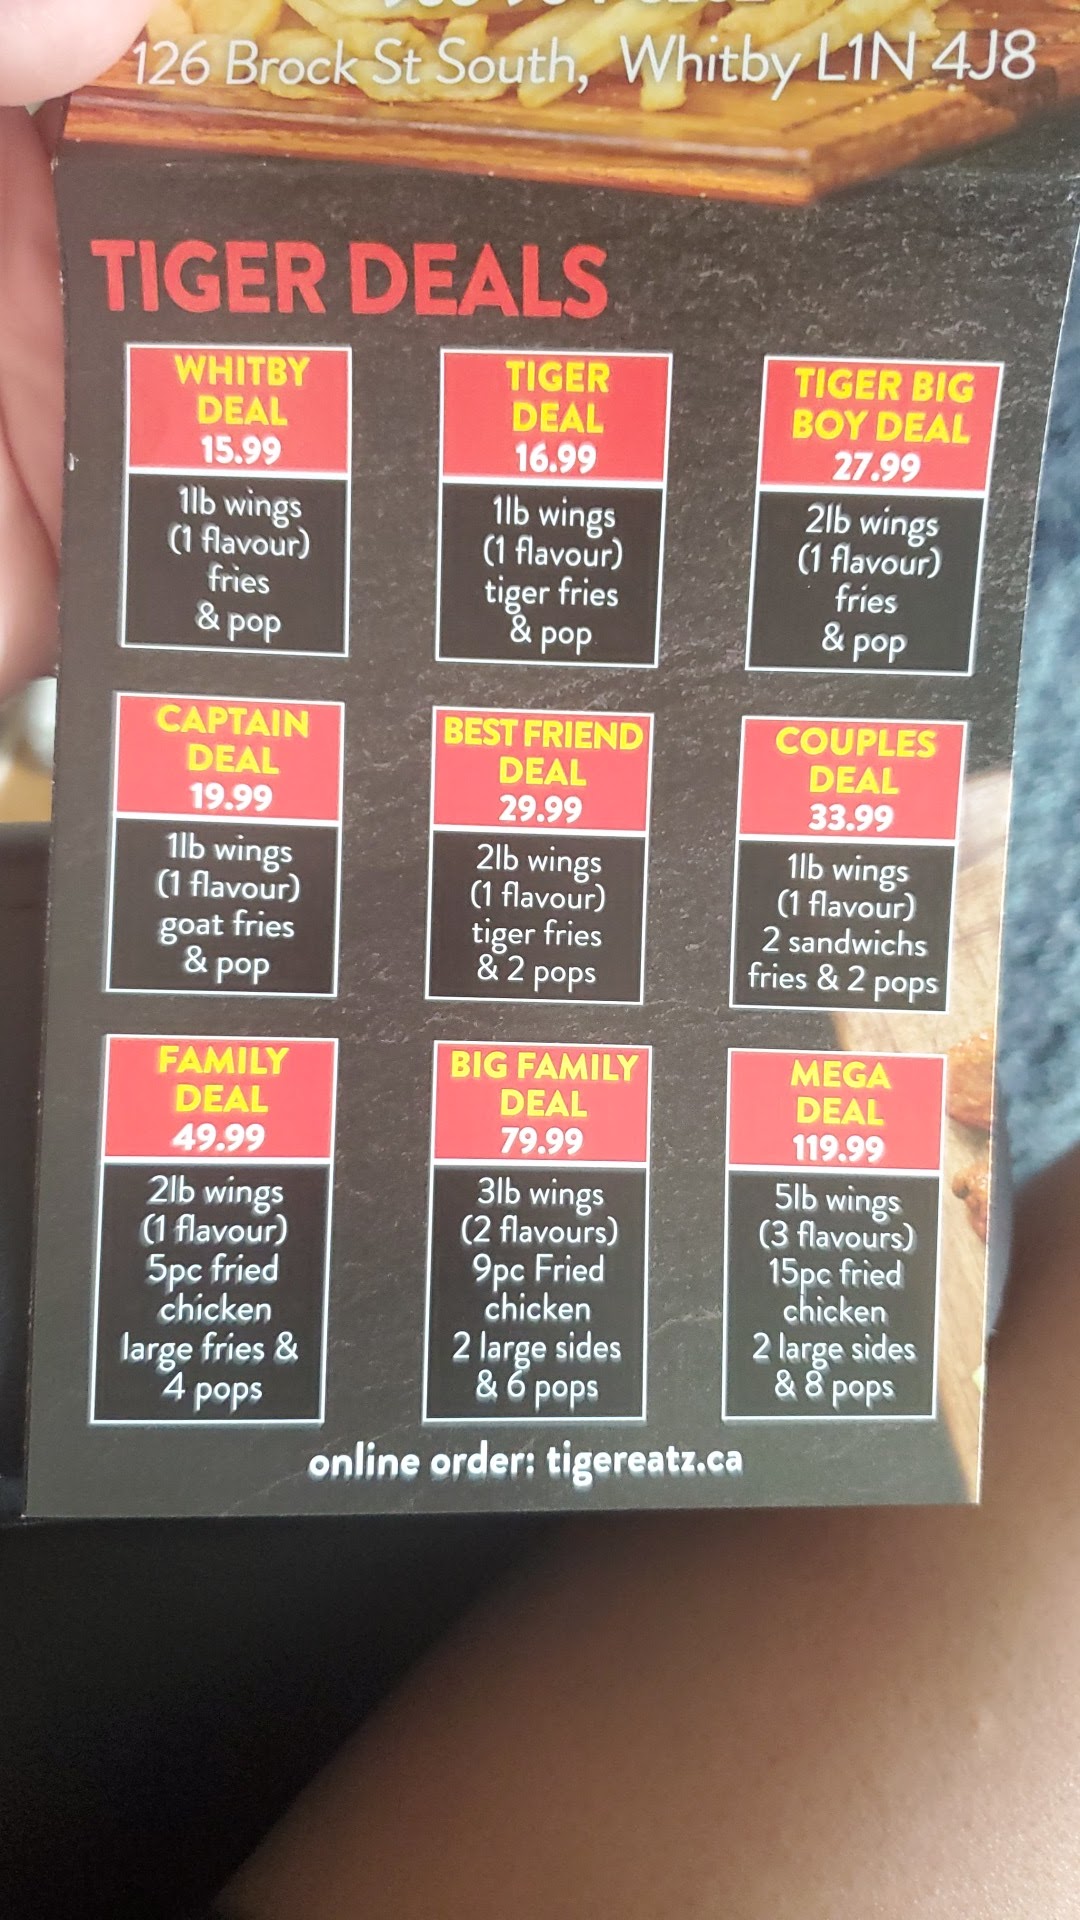 126 Brock St South, Whitby L1N 4J8
TIGER DEALS
WHITBY
DEAL
15.99
1lb wings
(1 flavour)
fries
& pop
TIGER
DEAL
16.99
1lb wings
(1 flavour)
tiger fries
& pop
TIGER BIG
BOY DEAL
27.99
2lb wings
(1 flavour)
fries
& pop
CAPTAIN
DEAL
19.99
1lb wings
(1 flavour)
goat fries
& pop
BEST FRIEND
DEAL
29.99
2lb wings
(1 flavour)
tiger fries
& 2 pops
COUPLES
DEAL
33.99
1lb wings
(1 flavour)
2 sandwichs
fries & 2 pops
FAMILY
DEAL
49.99
2lb wings
(1 flavour)
5pc fried
chicken
large fries &
4 pops
BIG FAMILY
DEAL
79.99
3lb wings
(2 flavours)
9pc Fried
chicken
2 large sides
& 6 pops
MEGA
DEAL
119.99
5lb wings
(3 flavours)
15pc fried
chicken
2 large sides
& 8 pops
online order: tigereatz.ca